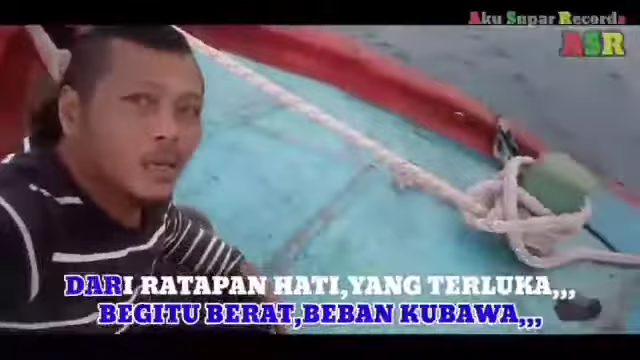 Aku Supar Records
ASR
DARI RATAPAN HATI,YANG TERLUKA,,,
BEGITU BERAT,BEBAN KUBAWA,,,